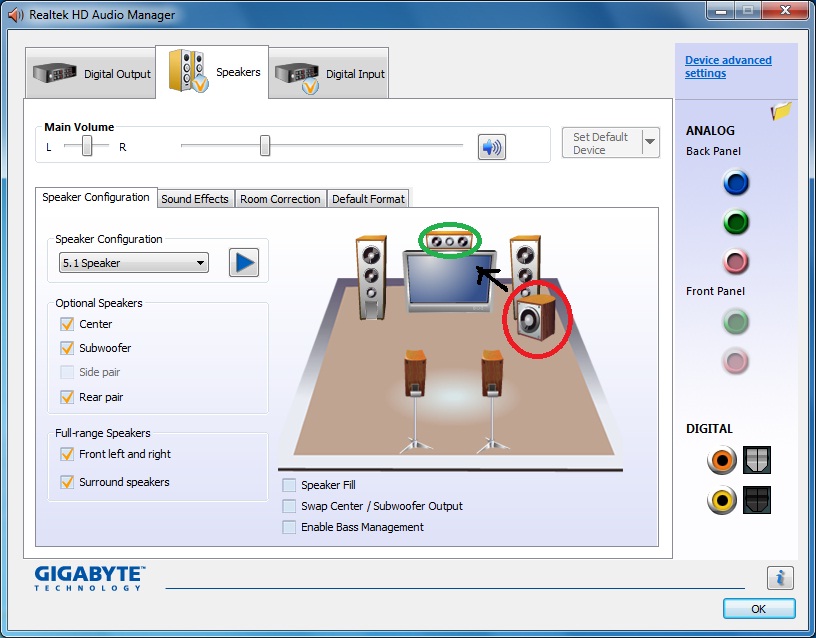 Realtek HD Audio Manager
Digital Output
Speakers
Digital Input
Device advanced
settings
Main Volume
L
R
Set Default
Device
ANALOG
Back Panel
Speaker Configuration
Sound Effects
Room Correction
Default Format
Speaker Configuration
5.1 Speaker
Optional Speakers
Center
Subwoofer
Side pair
Rear pair
Front Panel
Full-range Speakers
Front left and right
Surround speakers
DIGITAL
Speaker Fill
Swap Center / Subwoofer Output
Enable Bass Management
GIGABYTE™
TECHNOLOGY
i
OK